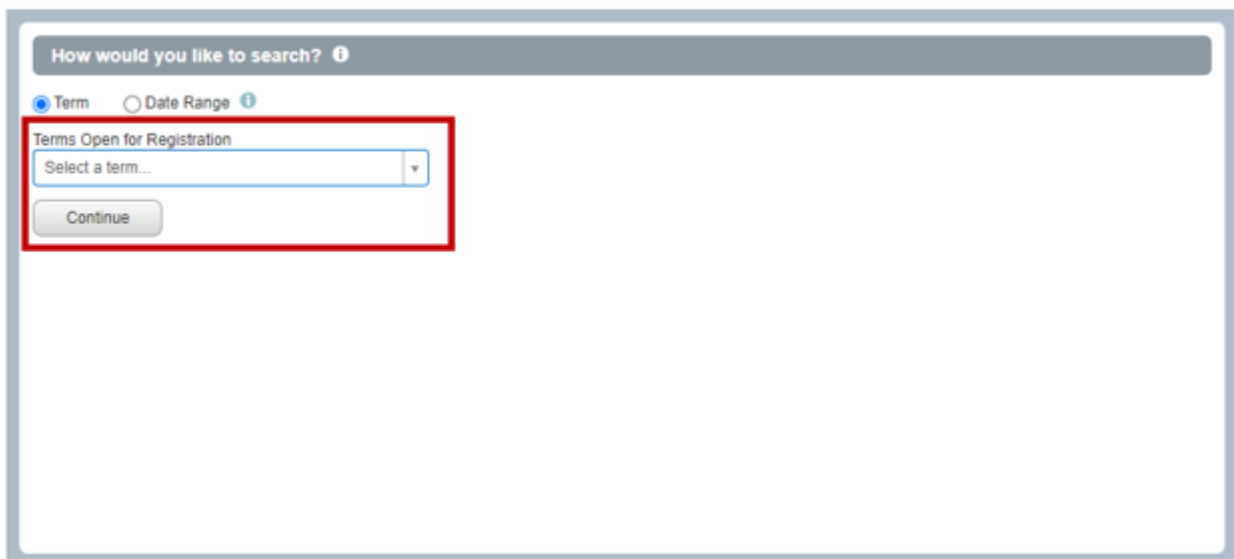 How would you like to search?
Term Date Range
Terms Open for Registration
Select a term...
Continue